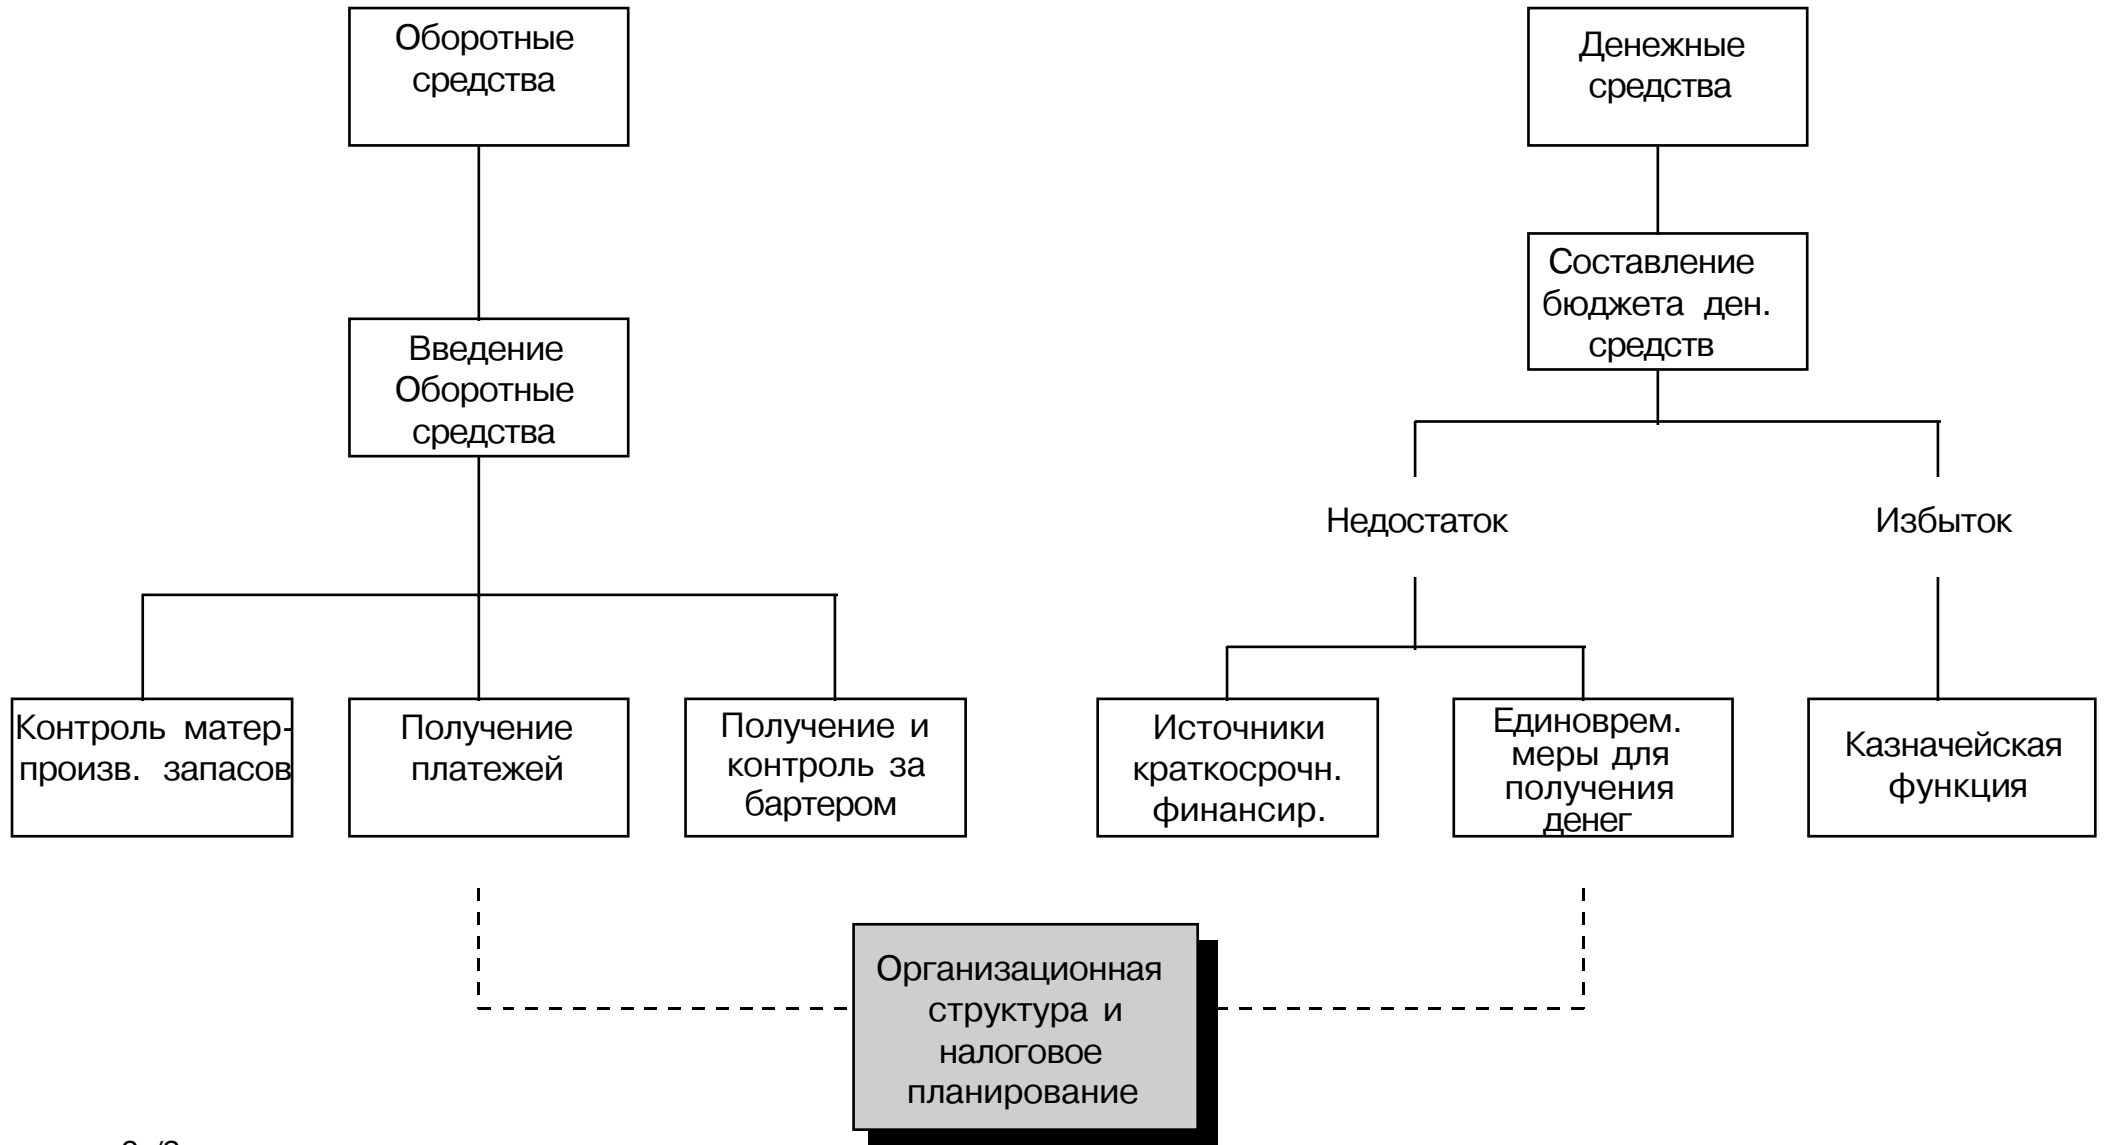 Оборотные
средства
Денежные
средства
Составление
бюджета ден.
средств
Введение
Оборотные
средства
Недостаток
Избыток
Контроль матер-
произв. запасов
Получение
платежей
Получение и
контроль за
бартером
Источники
краткосрочн.
финансир.
Единоврем.
меры для
получения
денег
Казначейская
функция
Организационная
структура и
налоговое
планирование